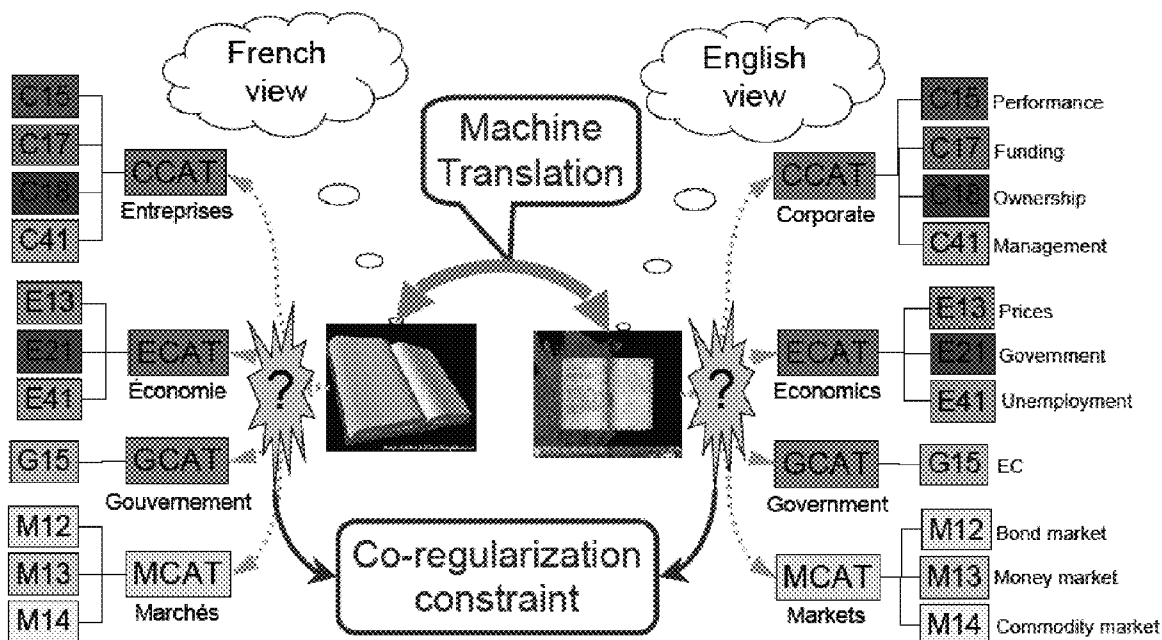 French
view
English
view
Machine
Translation
C15
C17
C18
C41
CCAT
Entreprises
E13
E21
E41
ECAT
Économie
G15
GCAT
Gouvernement
M12
M13
M14
MCAT
Marchés
?
?
Co-regularization
constraint
CCAT
Corporate
C15 Performance
C17 Funding
C18 Ownership
C41 Management
ECAT
Economics
E13 Prices
E21 Government
E41 Unemployment
GCAT
Government
G15 EC
MCAT
Markets
M12 Bond market
M13 Money market
M14 Commodity market